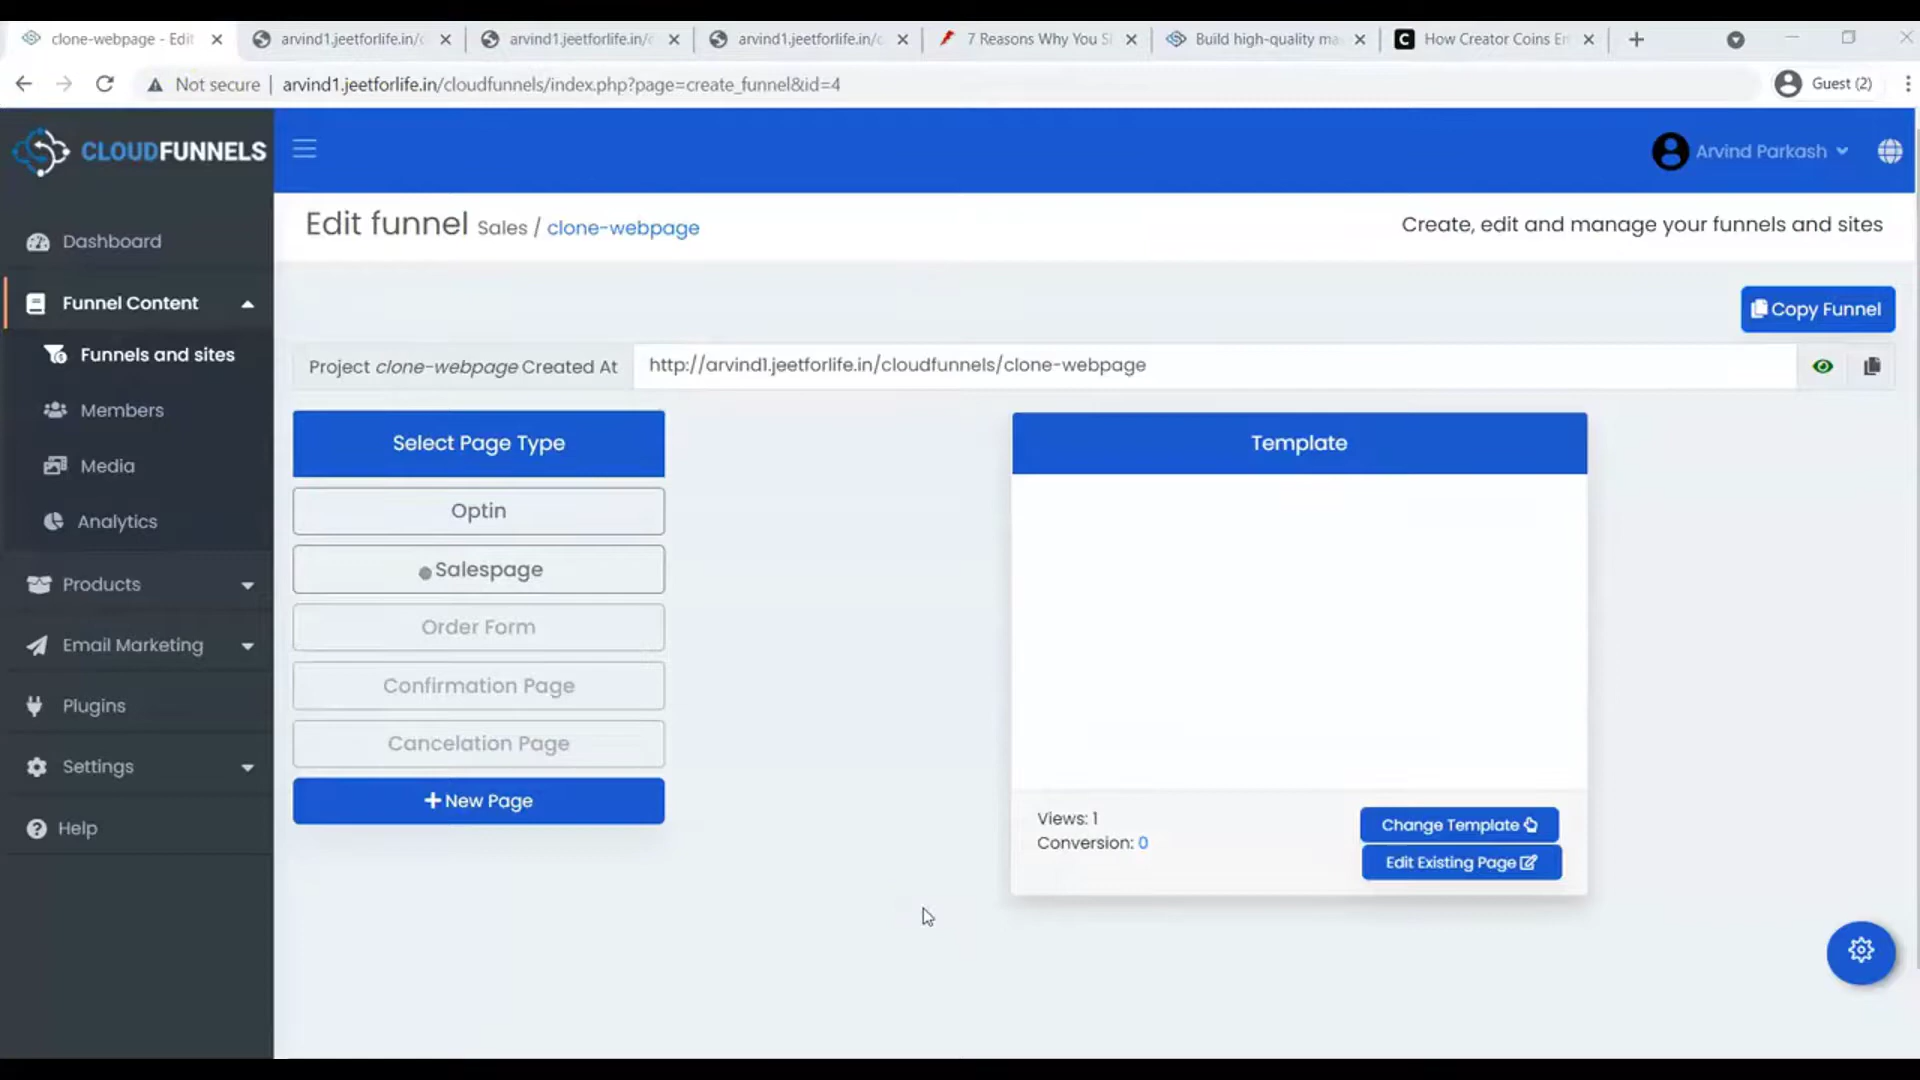 clone-webpage - Edit
arvind1.jeetforlife.in/c
arvind1.jeetforlife.in/c
arvind1.jeetforlife.in/c
7 Reasons Why You S
Build high-quality ma
How Creator Coins E
Not secure
arvind1.jeetforlife.in/cloudfunnels/index.php?page=create_funnel&id=4
Guest (2)
CLOUDFUNNELS
Arvind Parkash
Edit funnel Sales / clone-webpage
Create, edit and manage your funnels and sites
Dashboard
Funnel Content
Funnels and sites
Members
Media
Analytics
Products
Email Marketing
Plugins
Settings
Help
Copy Funnel
Project clone-webpage Created At
http://arvind1.jeetforlife.in/cloudfunnels/clone-webpage
Select Page Type
Optin
Salespage
Order Form
Confirmation Page
Cancelation Page
New Page
Template
Views: 1
Conversion: 0
Change Template
Edit Existing Page